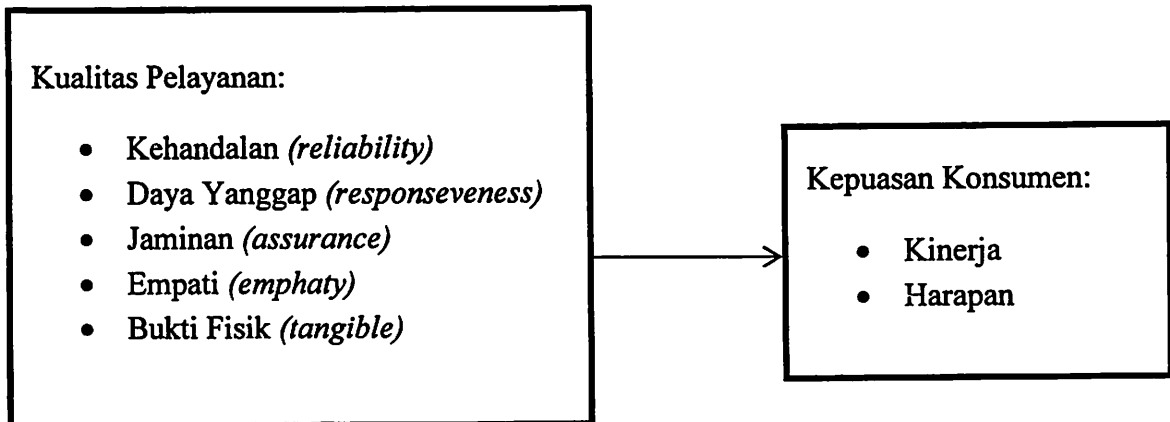 Kualitas Pelayanan:
• Kehandalan (reliability)
• Daya Yanggap (responseveness)
• Jaminan (assurance)
• Empati (emphaty)
• Bukti Fisik (tangible)
Kepuasan Konsumen:
• Kinerja
• Harapan